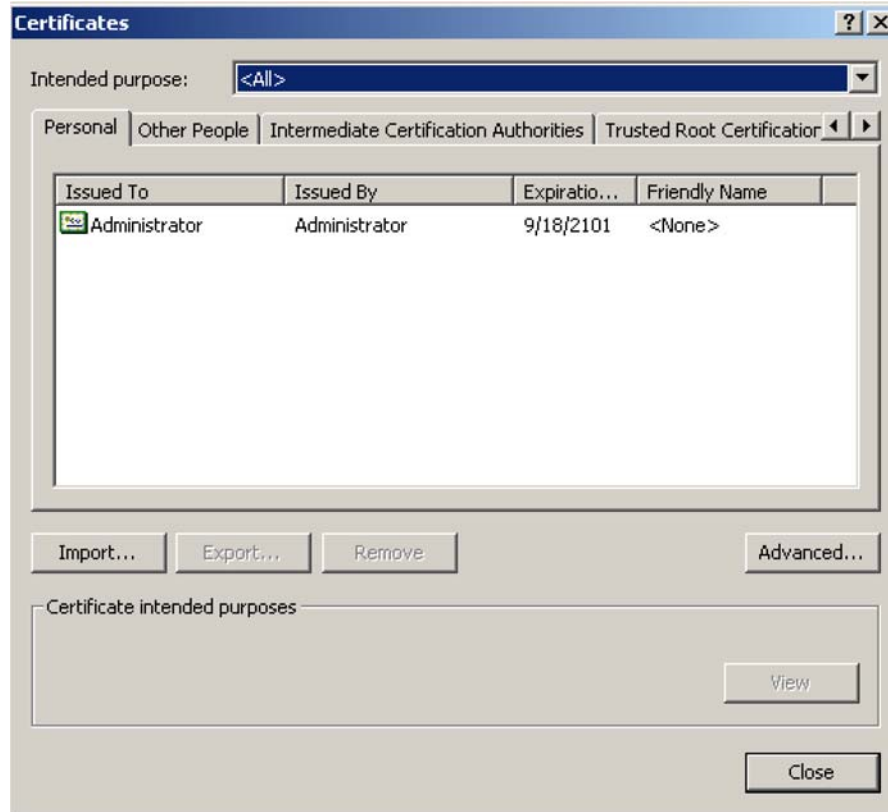 Certificates
Intended purpose: <All>
Personal Other People Intermediate Certification Authorities Trusted Root Certification
Issued To Issued By Expiratio... Friendly Name
Administrator Administrator 9/18/2101 <None>
Import... Export... Remove Advanced...
Certificate intended purposes
View
Close